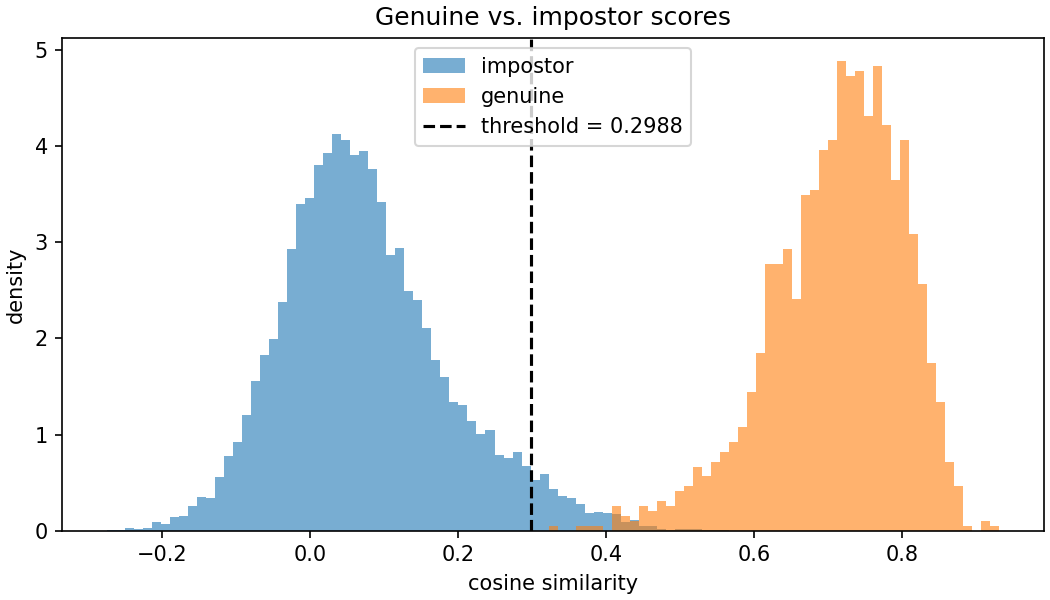 Genuine vs. impostor scores
impostor
genuine
threshold = 0.2988
density
5
4
3
2
1
0
−0.2
0.0
0.2
0.4
0.6
0.8
cosine similarity